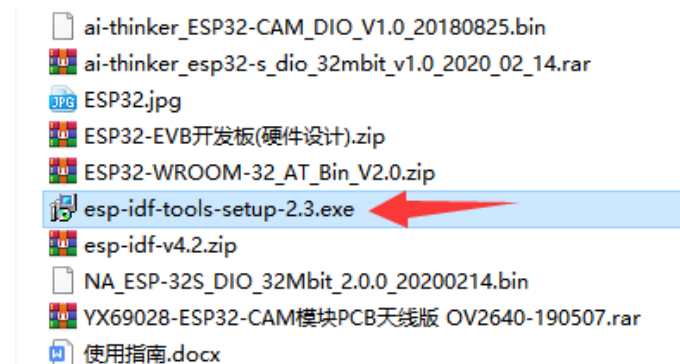 ai-thinker_ESP32-CAM_DIO_V1.0_20180825.bin
ai-thinker_esp32-s_dio_32mbit_v1.0_2020_02_14.rar
JPG ESP32.jpg
ESP32-EVB开发板(硬件设计).zip
ESP32-WROOM-32_AT_Bin_V2.0.zip
esp-idf-tools-setup-2.3.exe
esp-idf-v4.2.zip
NA_ESP-32S_DIO_32Mbit_2.0.0_20200214.bin
YX69028-ESP32-CAM模块PCB天线版 OV2640-190507.rar
使用指南.docx